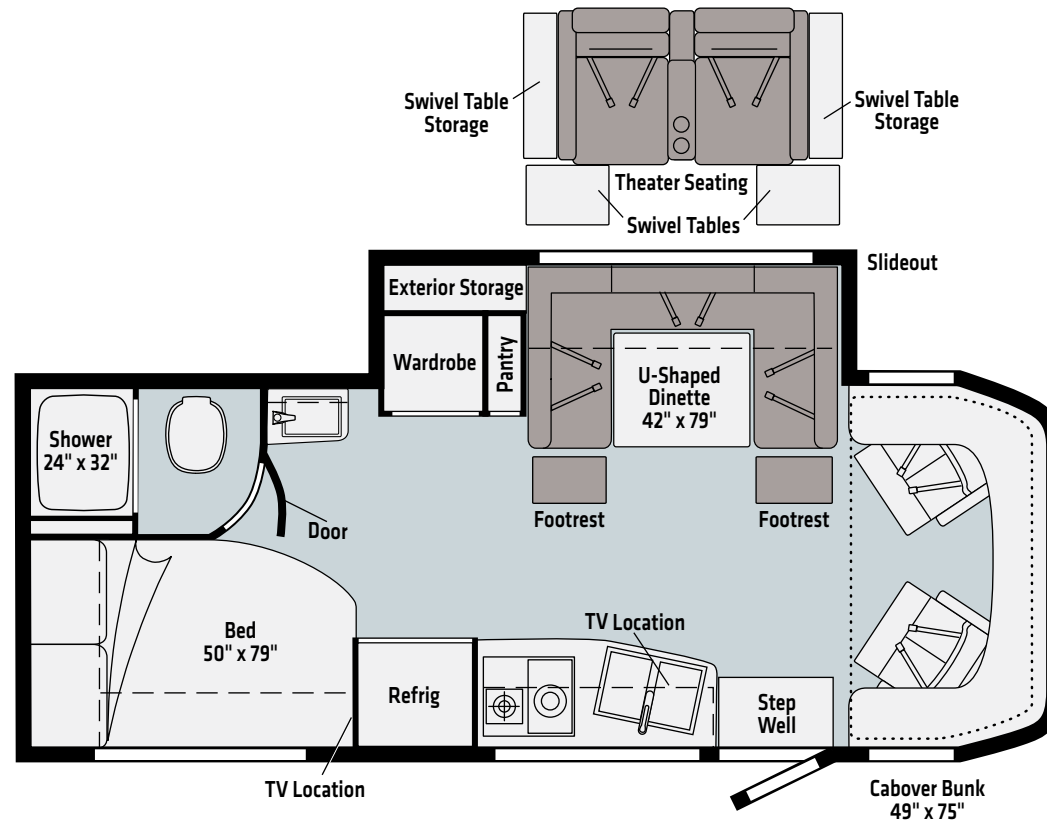 Swivel Table
Storage
Swivel Table
Storage
Theater Seating
Swivel Tables
Slideout
Exterior Storage
Wardrobe
Pantry
U-Shaped
Dinette
42" x 79"
Shower
24" x 32"
Footrest
Footrest
Door
TV Location
Bed
50" x 79"
Refrig
Step
Well
TV Location
Cabover Bunk
49" x 75"